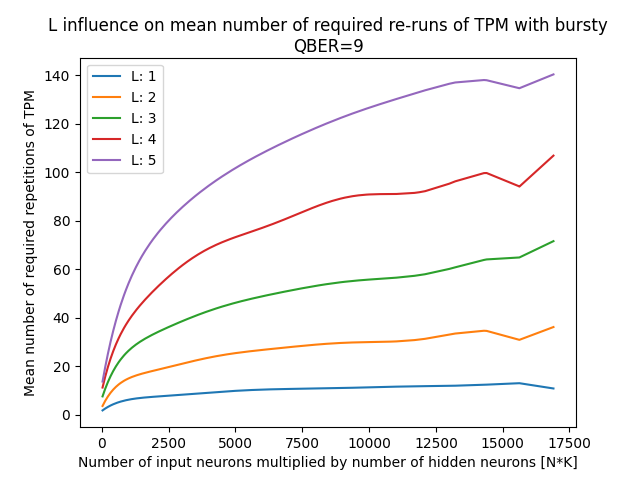 L influence on mean number of required re-runs of TPM with bursty
QBER=9
Mean number of required repetitions of TPM
140
120
100
80
60
40
20
0
L: 1
L: 2
L: 3
L: 4
L: 5
0 2500 5000 7500 10000 12500 15000 17500
Number of input neurons multiplied by number of hidden neurons [N*K]